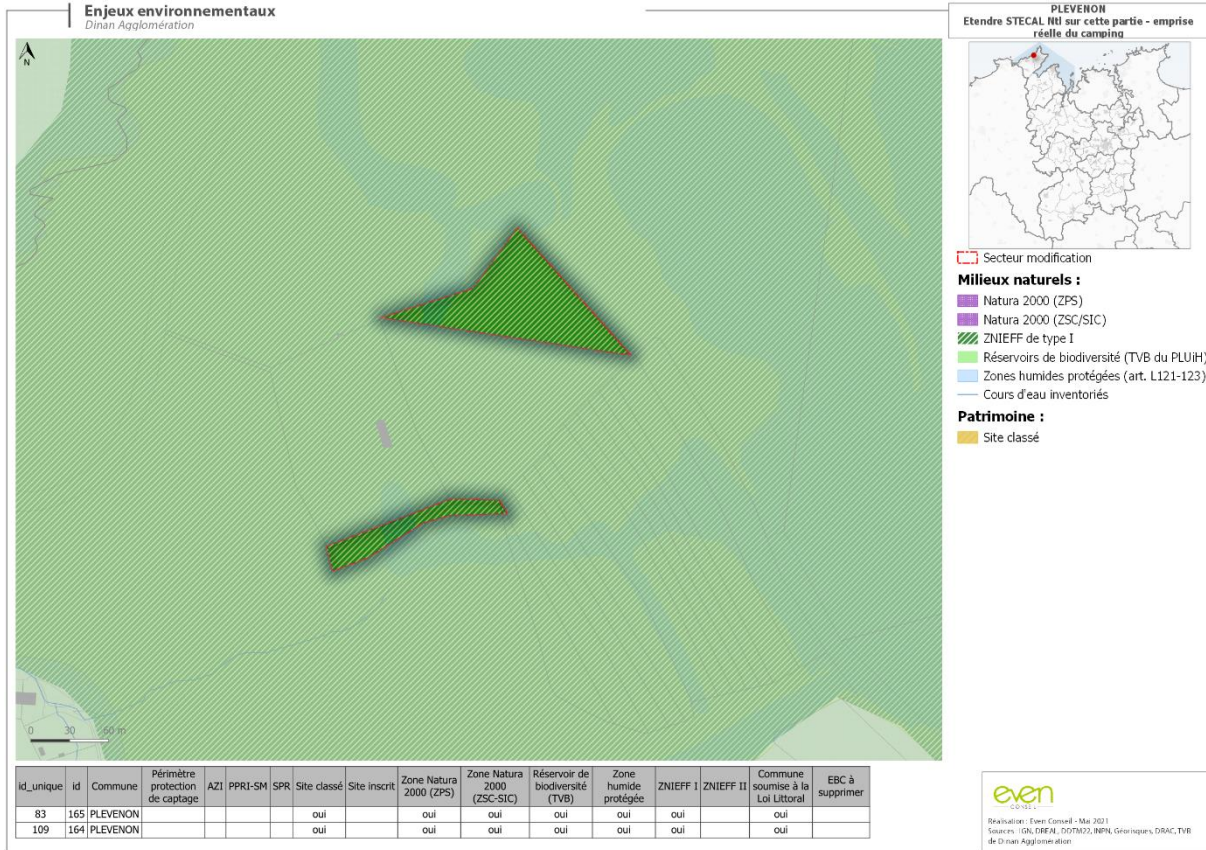 Enjeux environnementaux
Dinan Agglomération
PLEVENON
Etendre STECAL Ntl sur cette partie - emprise
réelle du camping
N
Secteur modification
Milieux naturels :
Natura 2000 (ZPS)
Natura 2000 (ZSC/SIC)
ZNIEFF de type I
Réservoirs de biodiversité (TVB du PLUiH)
Zones humides protégées (art. L121-123)
Cours d'eau inventoriés
Patrimoine :
Site classé
0 30 60 m
id_unique id Commune Périmètre protection de captage AZI PPRI-SM SPR Site classé Site inscrit Zone Natura 2000 (ZPS) Zone Natura 2000 (ZSC-SIC) Réservoir de biodiversité (TVB) Zone humide protégée ZNIEFF I ZNIEFF II Commune soumise à la Loi Littoral EBC à supprimer
83 165 PLEVENON oui oui oui oui oui oui oui
109 164 PLEVENON oui oui oui oui oui oui oui
even
CONSEIL
Réalisation : Even Conseil - Mai 2021
Sources : IGN, DREAL, DDTM22, INPN, Géorisques, DRAC, TVB
de Dinan Agglomération